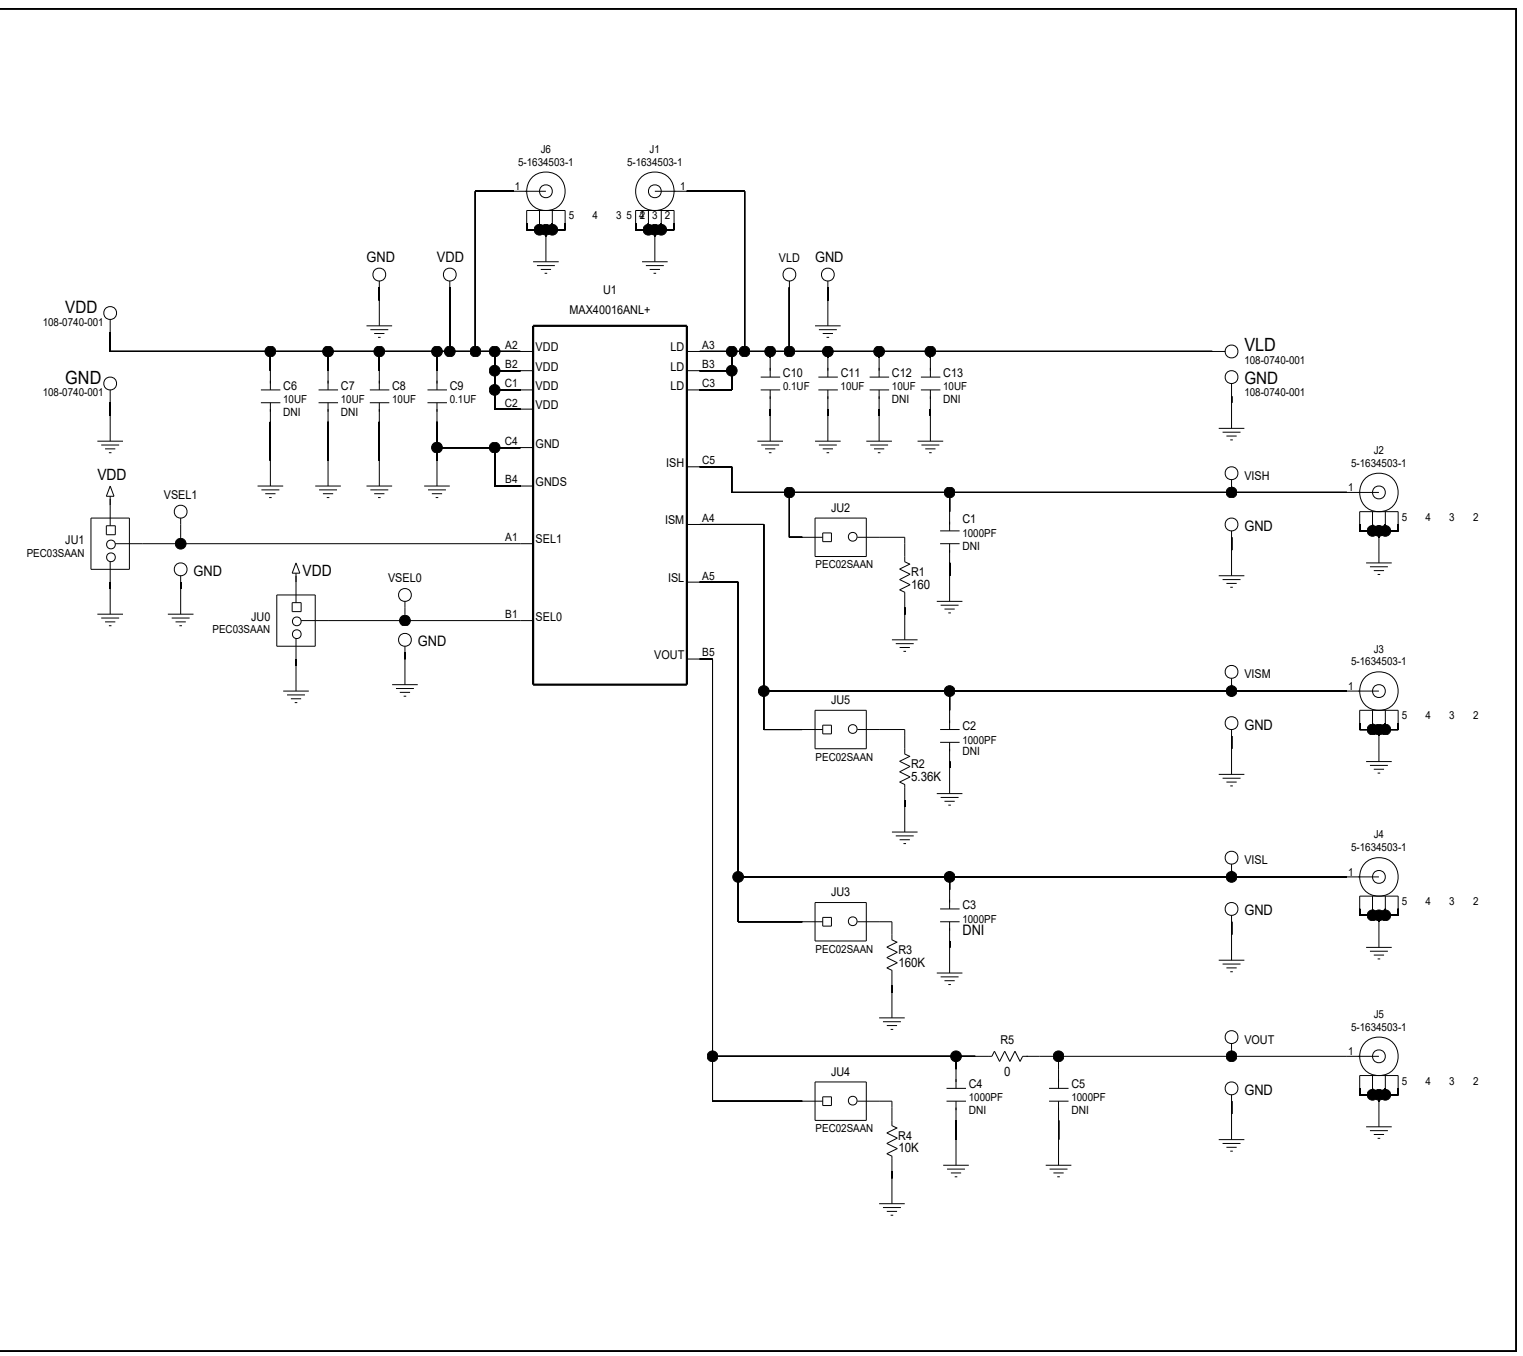 J6
5-1634503-1
1
5 4 3
J1
5-1634503-1
1
5 4 3 2
2
GND
VDD
VLD
GND
U1
MAX40016ANL+
VDD
108-0740-001
GND
108-0740-001
C6
10UF
DNI
C7
10UF
DNI
C8
10UF
C9
0.1UF
A2
VDD
B2
VDD
C1
VDD
C2
VDD
C4
GND
B4
GNDS
A1
SEL1
B1
SEL0
LD
A3
LD
B3
LD
C3
ISH
C5
ISM
A4
ISL
A5
VOUT
B5
C10
0.1UF
C11
10UF
C12
10UF
DNI
C13
10UF
DNI
VLD
108-0740-001
GND
108-0740-001
VDD
JU1
PEC03SAAN
VSEL1
GND
VDD
JU0
PEC03SAAN
VSEL0
GND
JU2
PEC02SAAN
R1
160
C1
1000PF
DNI
VISH
GND
J2
5-1634503-1
1
5 4 3 2
JU5
PEC02SAAN
R2
5.36K
C2
1000PF
DNI
VISM
GND
J3
5-1634503-1
1
5 4 3 2
JU3
PEC02SAAN
R3
160K
C3
1000PF
DNI
VISL
GND
J4
5-1634503-1
1
5 4 3 2
JU4
PEC02SAAN
R4
10K
C4
1000PF
DNI
R5
0
C5
1000PF
DNI
VOUT
GND
J5
5-1634503-1
1
5 4 3 2